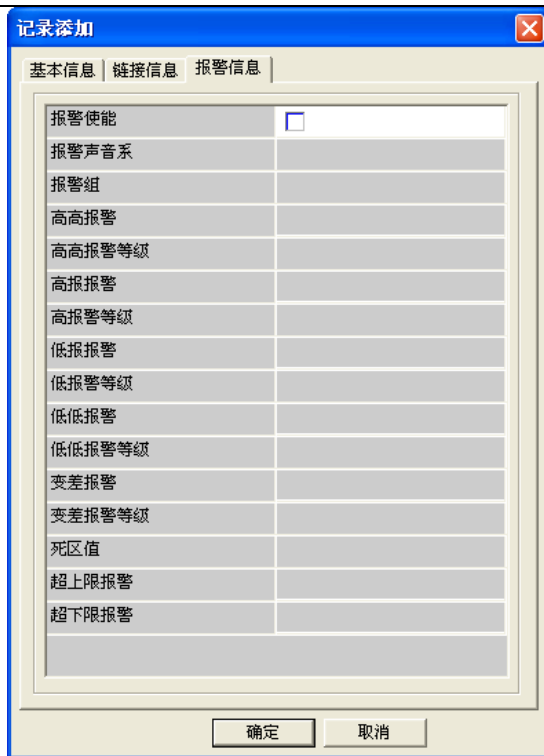 记录添加
基本信息 链接信息 报警信息
报警使能
报警声音系
报警组
高高报警
高高报警等级
高报报警
高报警等级
低报报警
低报警等级
低低报警
低低报警等级
变差报警
变差报警等级
死区值
超上限报警
超下限报警
确定 取消